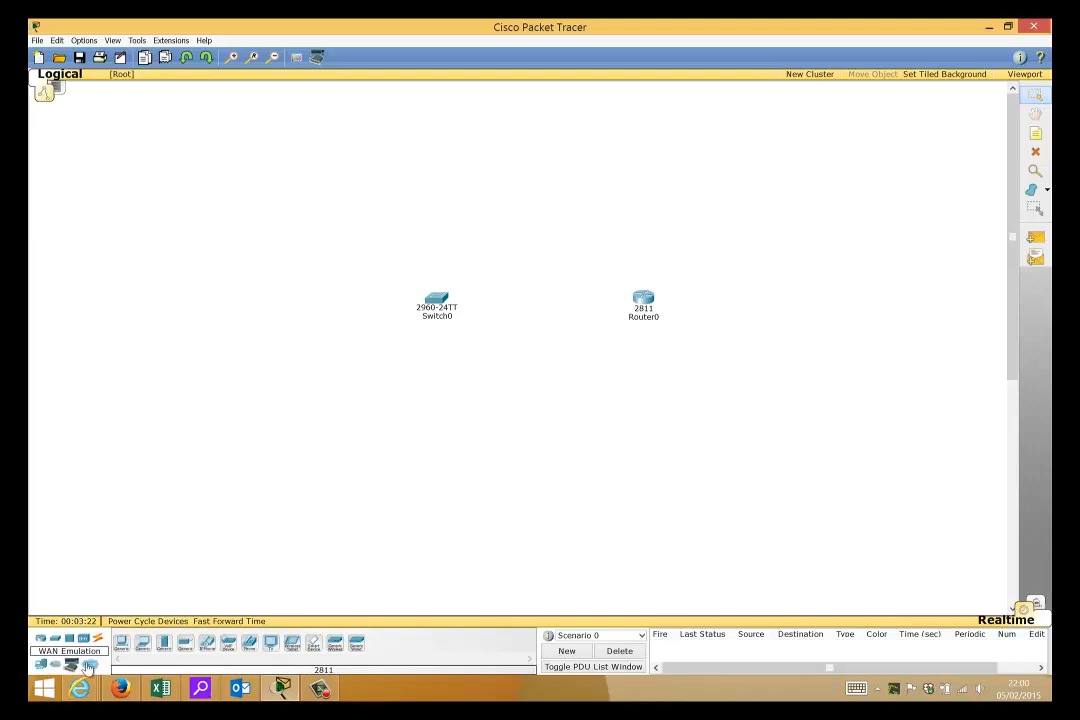 Cisco Packet Tracer
File Edit Options View Tools Extensions Help
Logical [Root] New Cluster Move Object Set Tiled Background Viewport
2960-24TT
Switch0
2811
Router0
Time: 00:03:22 Power Cycle Devices Fast Forward Time Realtime
WAN Emulation
2811
Scenario 0
New Delete
Toggle PDU List Window
Fire Last Status Source Destination Type Color Time (sec) Periodic Num Edit
22:00
05/02/2015